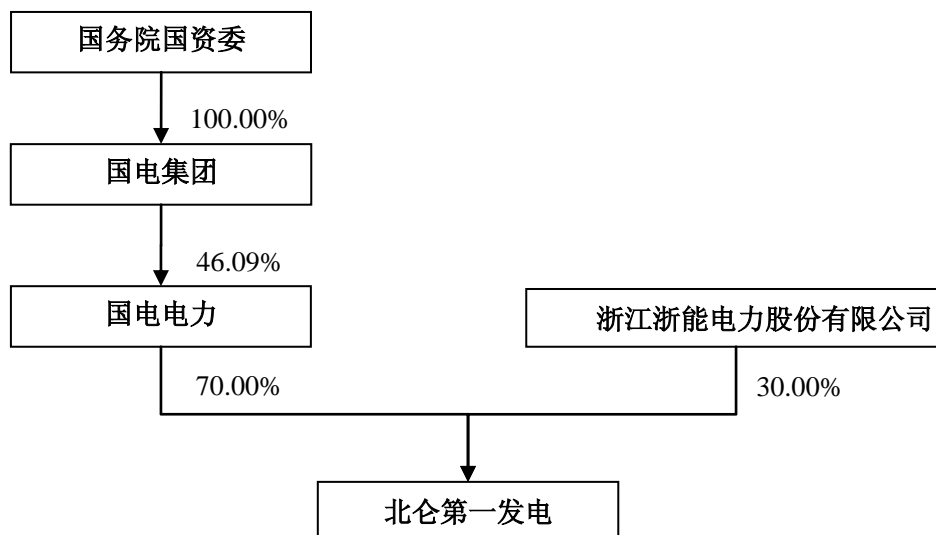 国务院国资委
100.00%
国电集团
46.09%
国电电力
浙江浙能电力股份有限公司
70.00%
30.00%
北仑第一发电